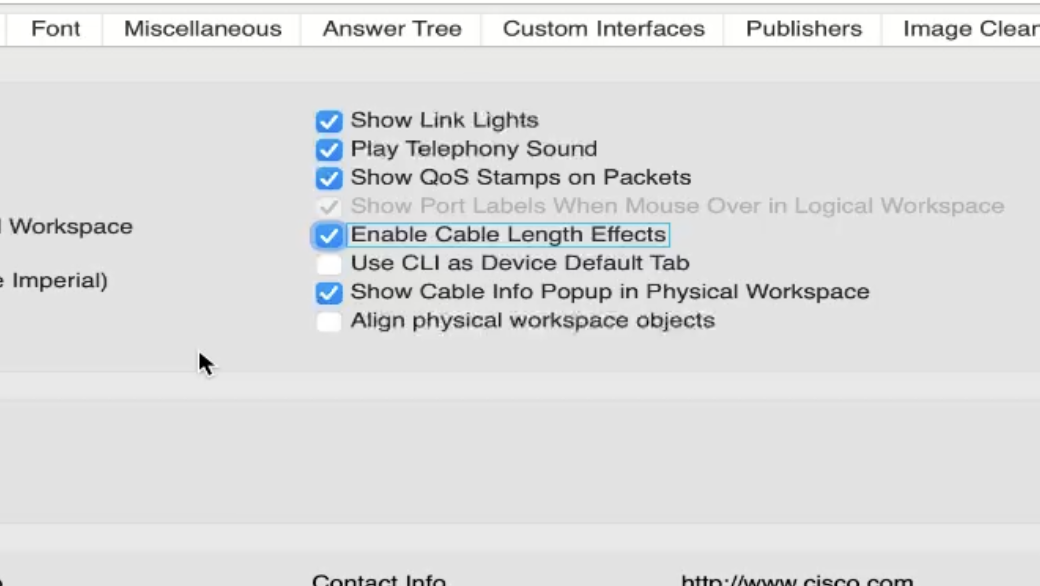 Font Miscellaneous Answer Tree Custom Interfaces Publishers Image Clear
Show Link Lights
Play Telephony Sound
Show QoS Stamps on Packets
Show Port Labels When Mouse Over in Logical Workspace
Workspace
Enable Cable Length Effects
Use CLI as Device Default Tab
Imperial)
Show Cable Info Popup in Physical Workspace
Align physical workspace objects
Contact Info http://www.cisco.com